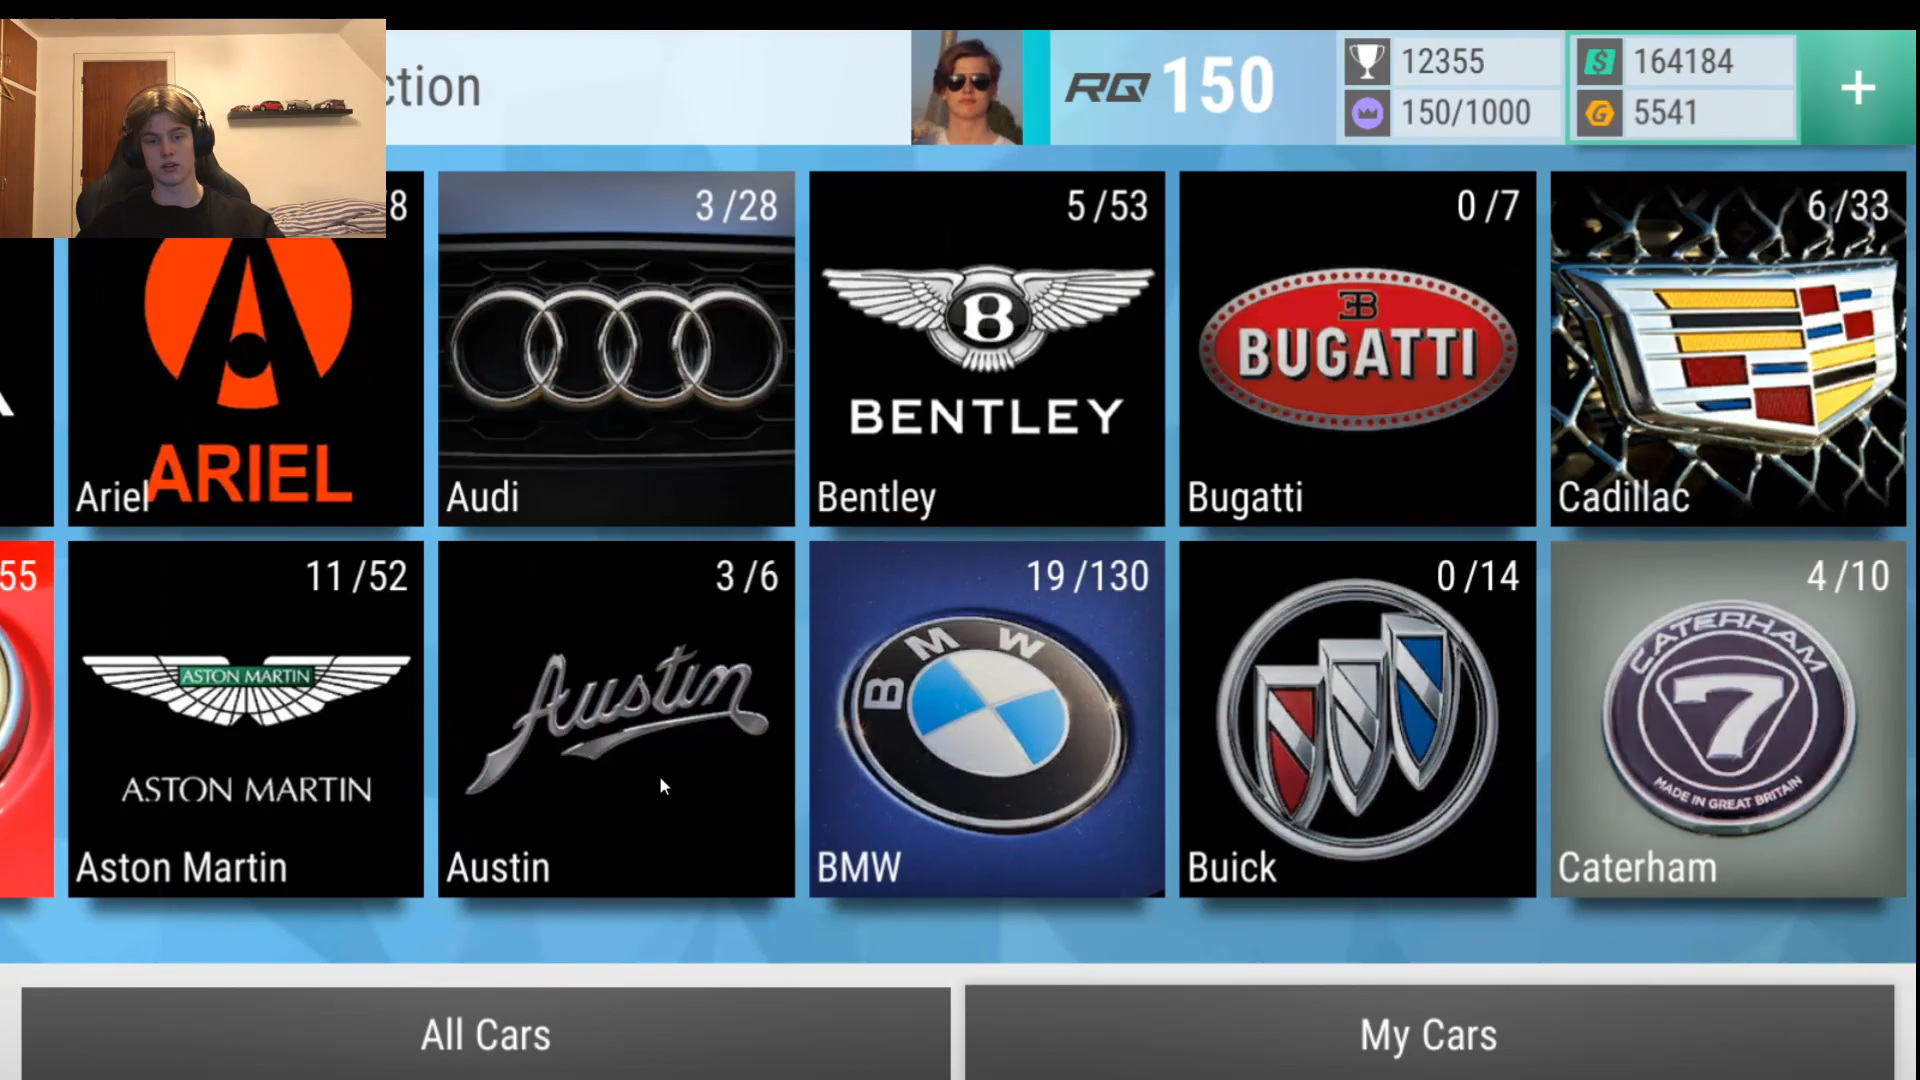 ction
RQ 150
12355
150/1000
$ 164184
G 5541
+
8
ARIEL
Ariel
3/28
Audi
5/53
B
BENTLEY
Bentley
0/7
EB
BUGATTI
Bugatti
6/33
Cadillac
55
11/52
ASTON MARTIN
ASTON MARTIN
Aston Martin
3/6
Austin
Austin
19/130
BMW
BMW
0/14
Buick
4/10
CATERHAM
7
MADE IN GREAT BRITAIN
Caterham
All Cars
My Cars